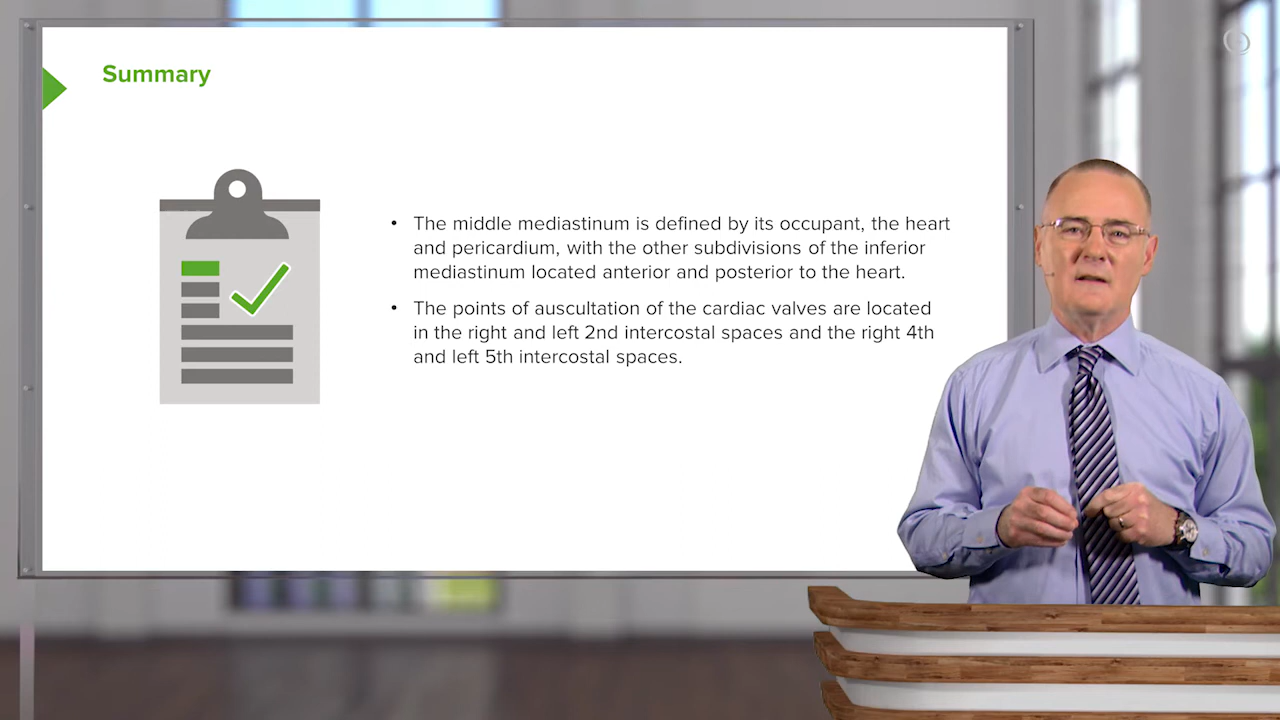 Summary
• The middle mediastinum is defined by its occupant, the heart
and pericardium, with the other subdivisions of the inferior
mediastinum located anterior and posterior to the heart.
• The points of auscultation of the cardiac valves are located
in the right and left 2nd intercostal spaces and the right 4th
and left 5th intercostal spaces.